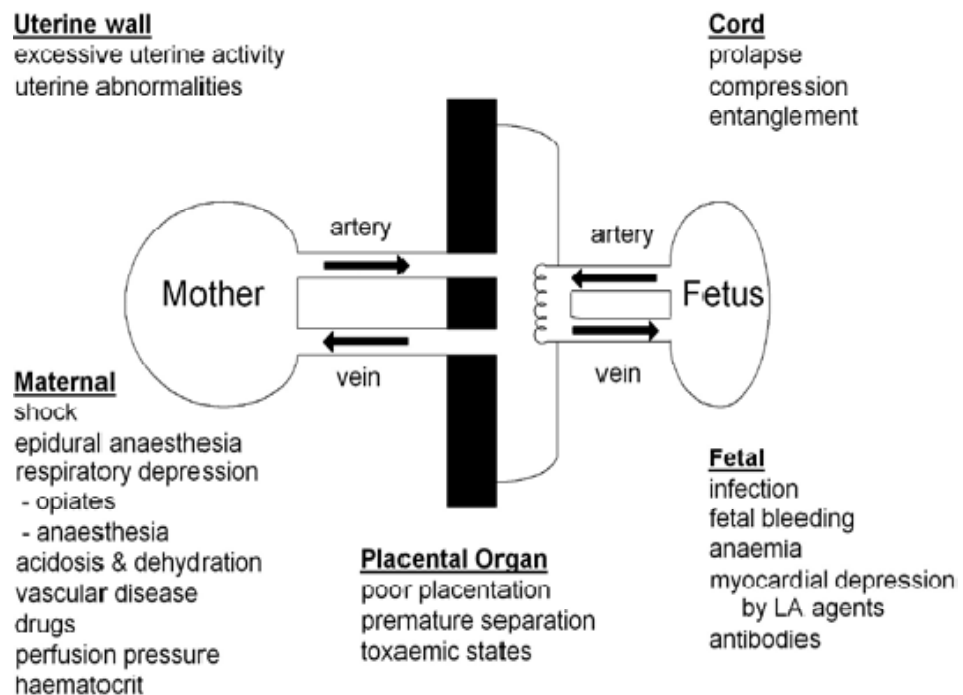 Uterine wall
excessive uterine activity
uterine abnormalities
Cord
prolapse
compression
entanglement
artery
artery
Mother
Fetus
vein
vein
Maternal
shock
epidural anaesthesia
respiratory depression
- opiates
- anaesthesia
acidosis & dehydration
vascular disease
drugs
perfusion pressure
haematocrit
Placental Organ
poor placentation
premature separation
toxaemic states
Fetal
infection
fetal bleeding
anaemia
myocardial depression
by LA agents
antibodies